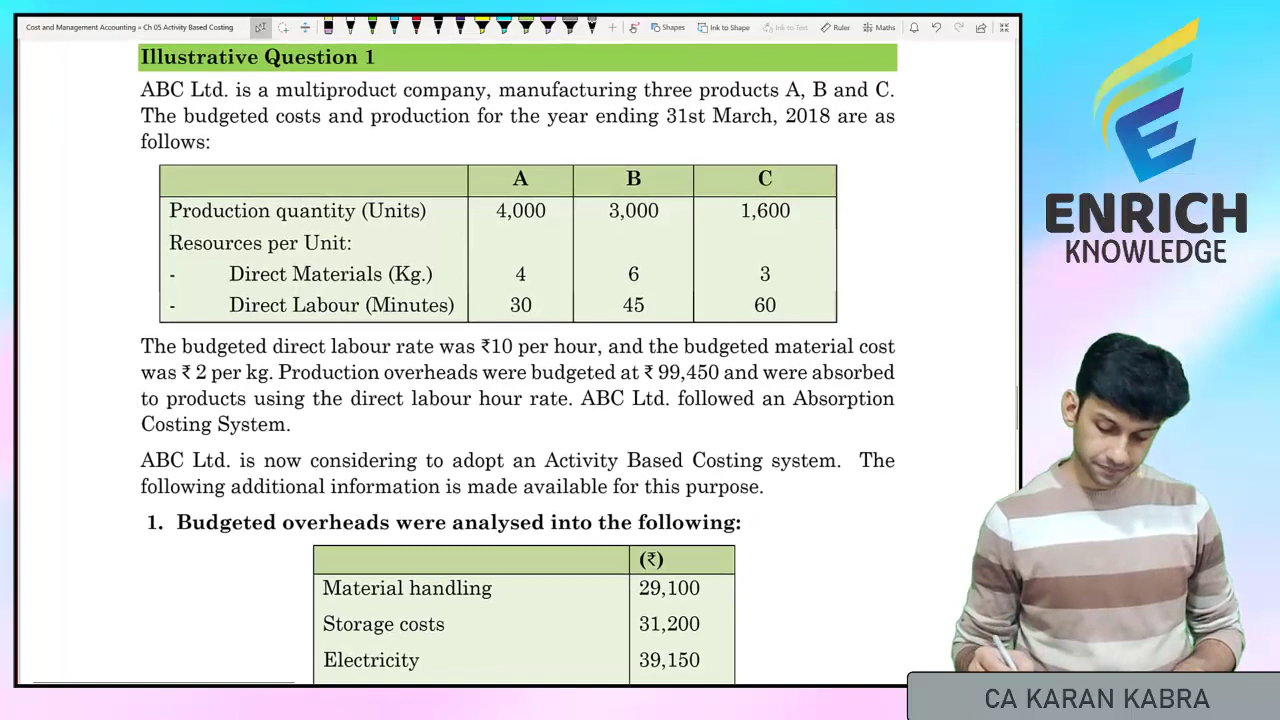 Cost and Management Accounting » Ch 05 Activity Based Costing
Shapes
Ink to Shape
Ink to Text
Ruler
Maths
Illustrative Question 1
ABC Ltd. is a multiproduct company, manufacturing three products A, B and C.
The budgeted costs and production for the year ending 31st March, 2018 are as
follows:
A B C
Production quantity (Units) 4,000 3,000 1,600
Resources per Unit:
- Direct Materials (Kg.) 4 6 3
- Direct Labour (Minutes) 30 45 60
The budgeted direct labour rate was ₹10 per hour, and the budgeted material cost
was ₹ 2 per kg. Production overheads were budgeted at ₹ 99,450 and were absorbed
to products using the direct labour hour rate. ABC Ltd. followed an Absorption
Costing System.
ABC Ltd. is now considering to adopt an Activity Based Costing system. The
following additional information is made available for this purpose.
1. Budgeted overheads were analysed into the following:
(₹)
Material handling 29,100
Storage costs 31,200
Electricity 39,150
ENRICH
KNOWLEDGE
CA KARAN KABRA